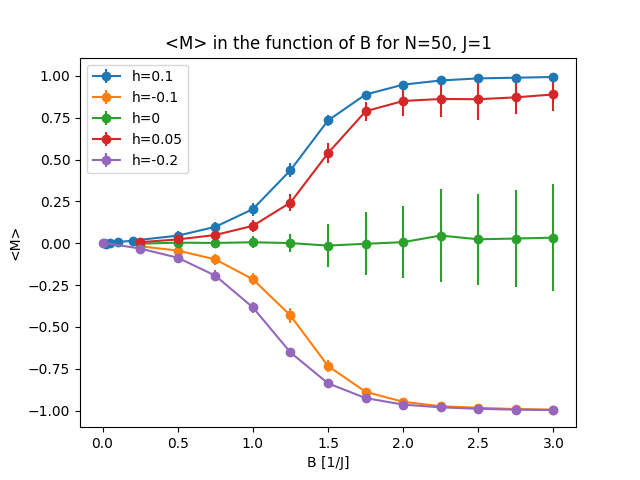 <M> in the function of B for N=50, J=1
h=0.1
h=-0.1
h=0
h=0.05
h=-0.2
<M>
1.00
0.75
0.50
0.25
0.00
−0.25
−0.50
−0.75
−1.00
0.0 0.5 1.0 1.5 2.0 2.5 3.0
B [1/J]